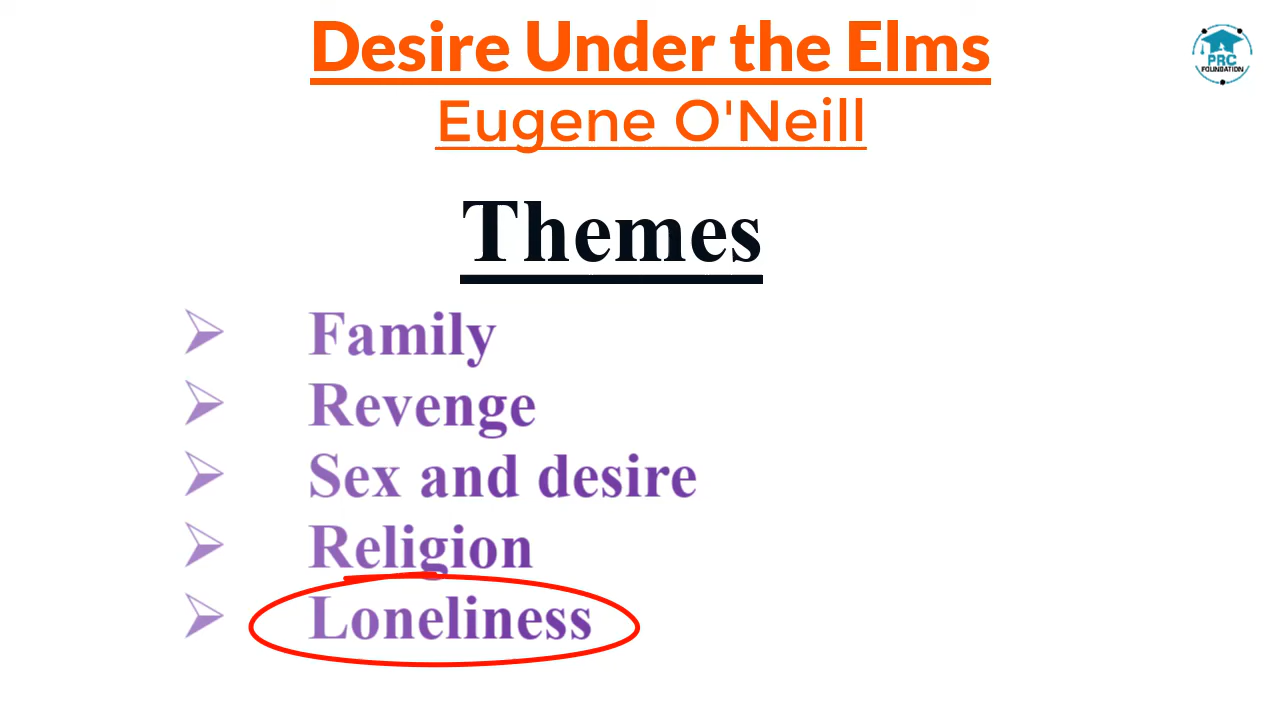 Desire Under the Elms
PRC
FOUNDATION
Eugene O'Neill
Themes
Family
Revenge
Sex and desire
Religion
Loneliness